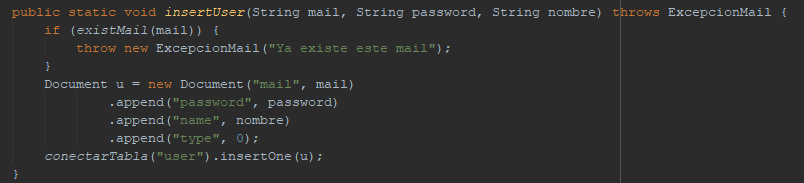 public static void insertUser(String mail, String password, String nombre) throws ExcepcionMail {
    if (existMail(mail)) {
        throw new ExcepcionMail("Ya existe este mail");
    }
    Document u = new Document("mail", mail)
            .append("password", password)
            .append("name", nombre)
            .append("type", 0);
    conectarTabla("user").insertOne(u);
}